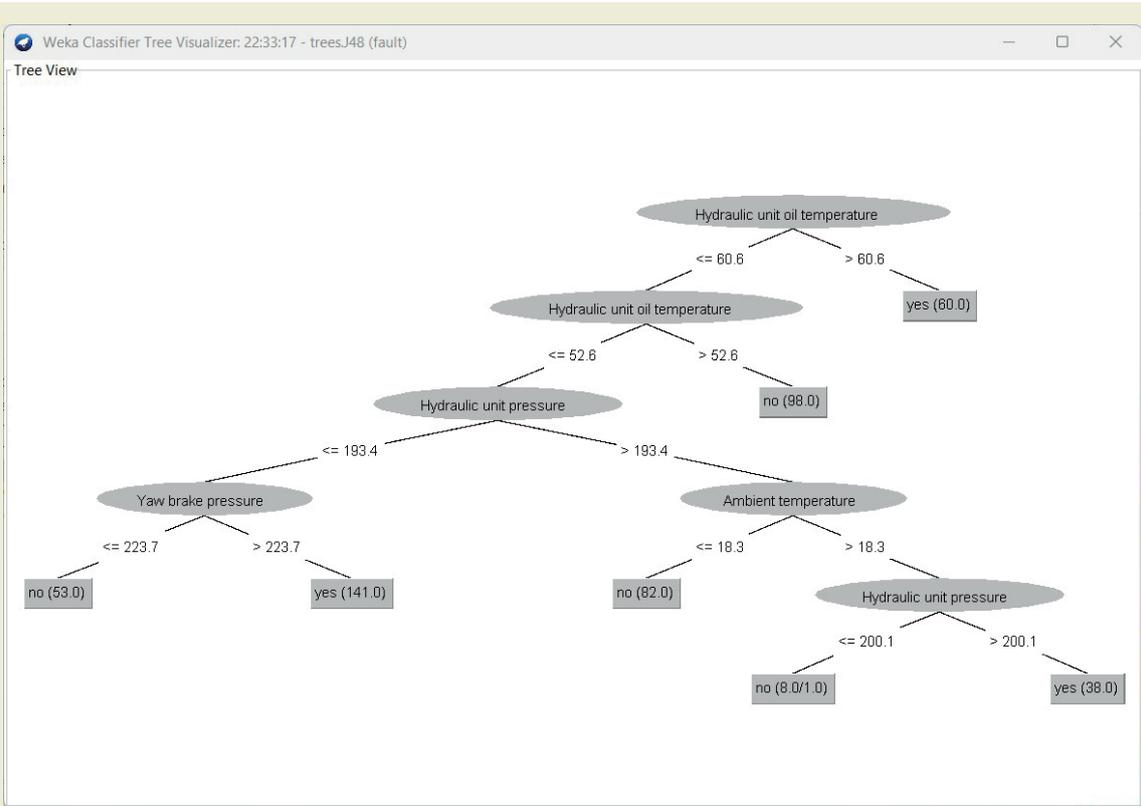 Weka Classifier Tree Visualizer: 22:33:17 - trees.J48 (fault)
Tree View
Hydraulic unit oil temperature
<= 60.6 > 60.6
Hydraulic unit oil temperature
yes (60.0)
<= 52.6 > 52.6
Hydraulic unit pressure
no (98.0)
<= 193.4 > 193.4
Yaw brake pressure
Ambient temperature
<= 223.7 > 223.7
<= 18.3 > 18.3
no (53.0)
yes (141.0)
no (82.0)
Hydraulic unit pressure
<= 200.1 > 200.1
no (8.0/1.0)
yes (38.0)